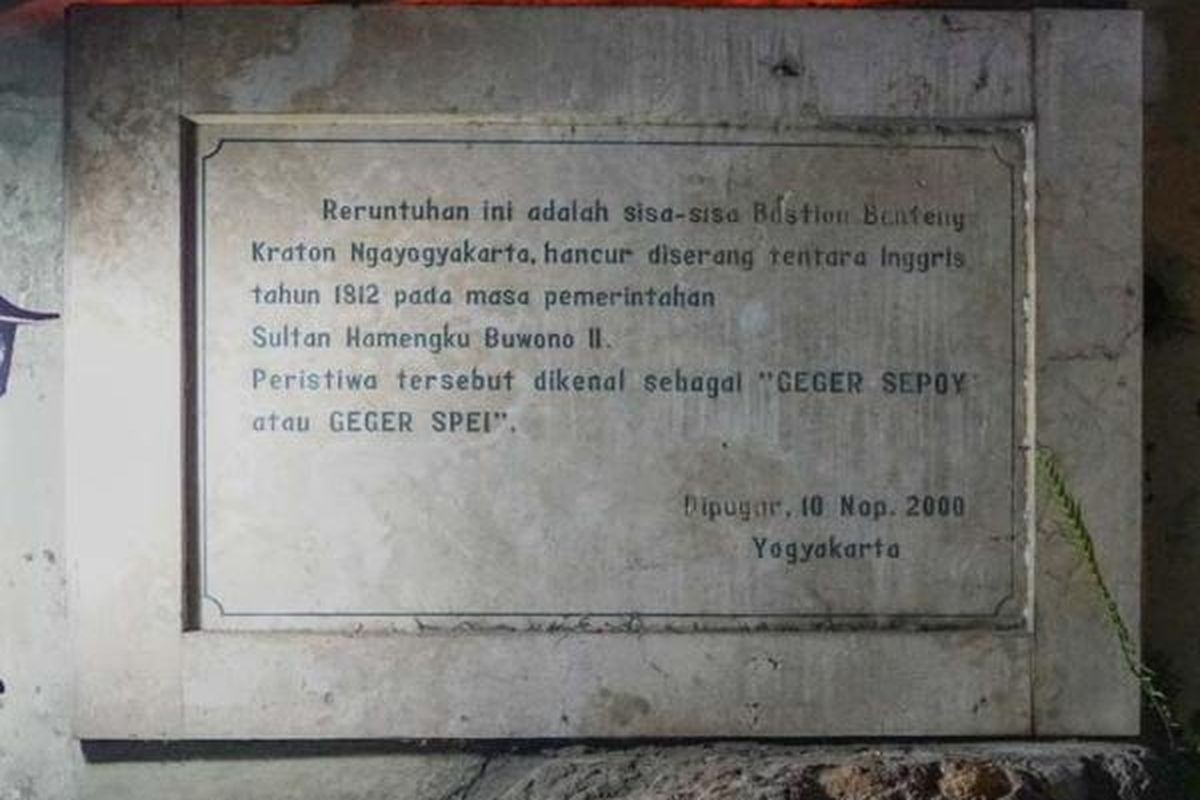 Reruntuhan ini adalah sisa-sisa Bastion Benteng
Kraton Ngayogyakarta, hancur diserang tentara Inggris
tahun 1812 pada masa pemerintahan
Sultan Hamengku Buwono II.
Peristiwa tersebut dikenal sebagai "GEGER SEPOY
atau GEGER SPEI".
Dipugar, 10 Nop. 2000
Yogyakarta